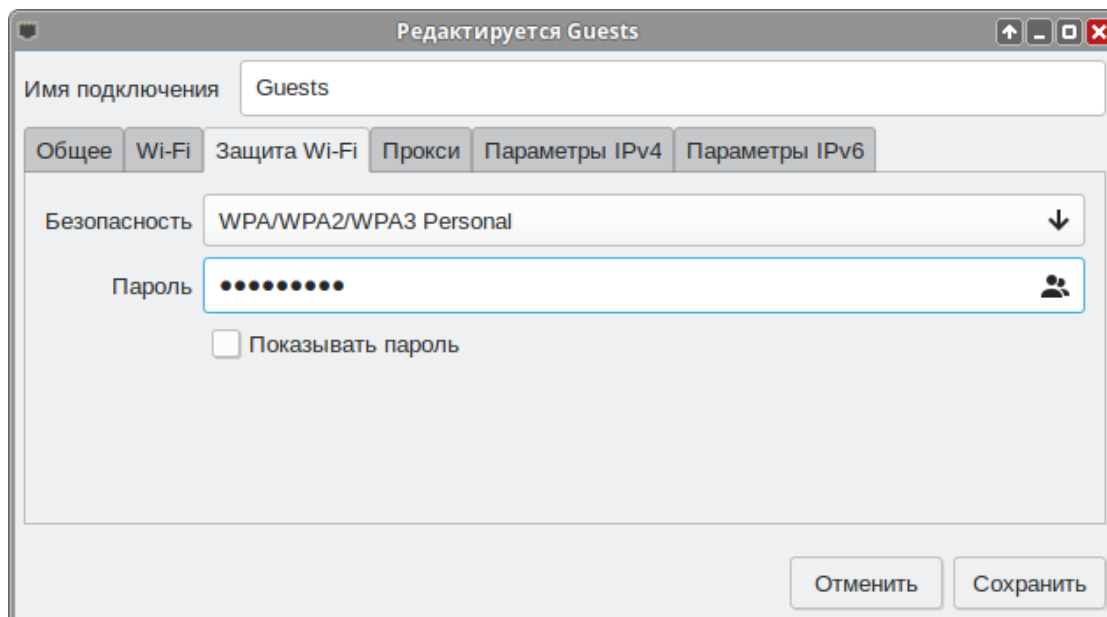 Редактируется Guests
Имя подключения Guests
Общее Wi-Fi Защита Wi-Fi Прокси Параметры IPv4 Параметры IPv6
Безопасность WPA/WPA2/WPA3 Personal
Пароль •••••••••
Показывать пароль
Отменить Сохранить